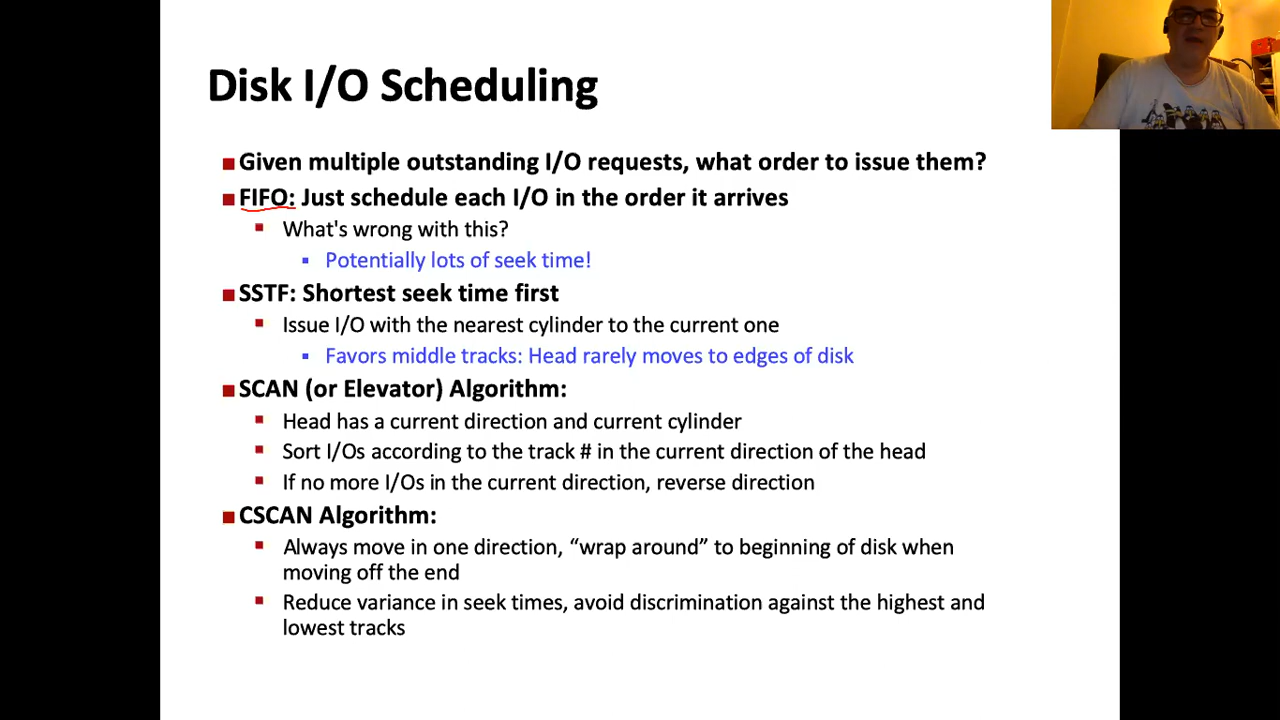 Disk I/O Scheduling
Given multiple outstanding I/O requests, what order to issue them?
FIFO: Just schedule each I/O in the order it arrives
What's wrong with this?
Potentially lots of seek time!
SSTF: Shortest seek time first
Issue I/O with the nearest cylinder to the current one
Favors middle tracks: Head rarely moves to edges of disk
SCAN (or Elevator) Algorithm:
Head has a current direction and current cylinder
Sort I/Os according to the track # in the current direction of the head
If no more I/Os in the current direction, reverse direction
CSCAN Algorithm:
Always move in one direction, “wrap around” to beginning of disk when
moving off the end
Reduce variance in seek times, avoid discrimination against the highest and
lowest tracks